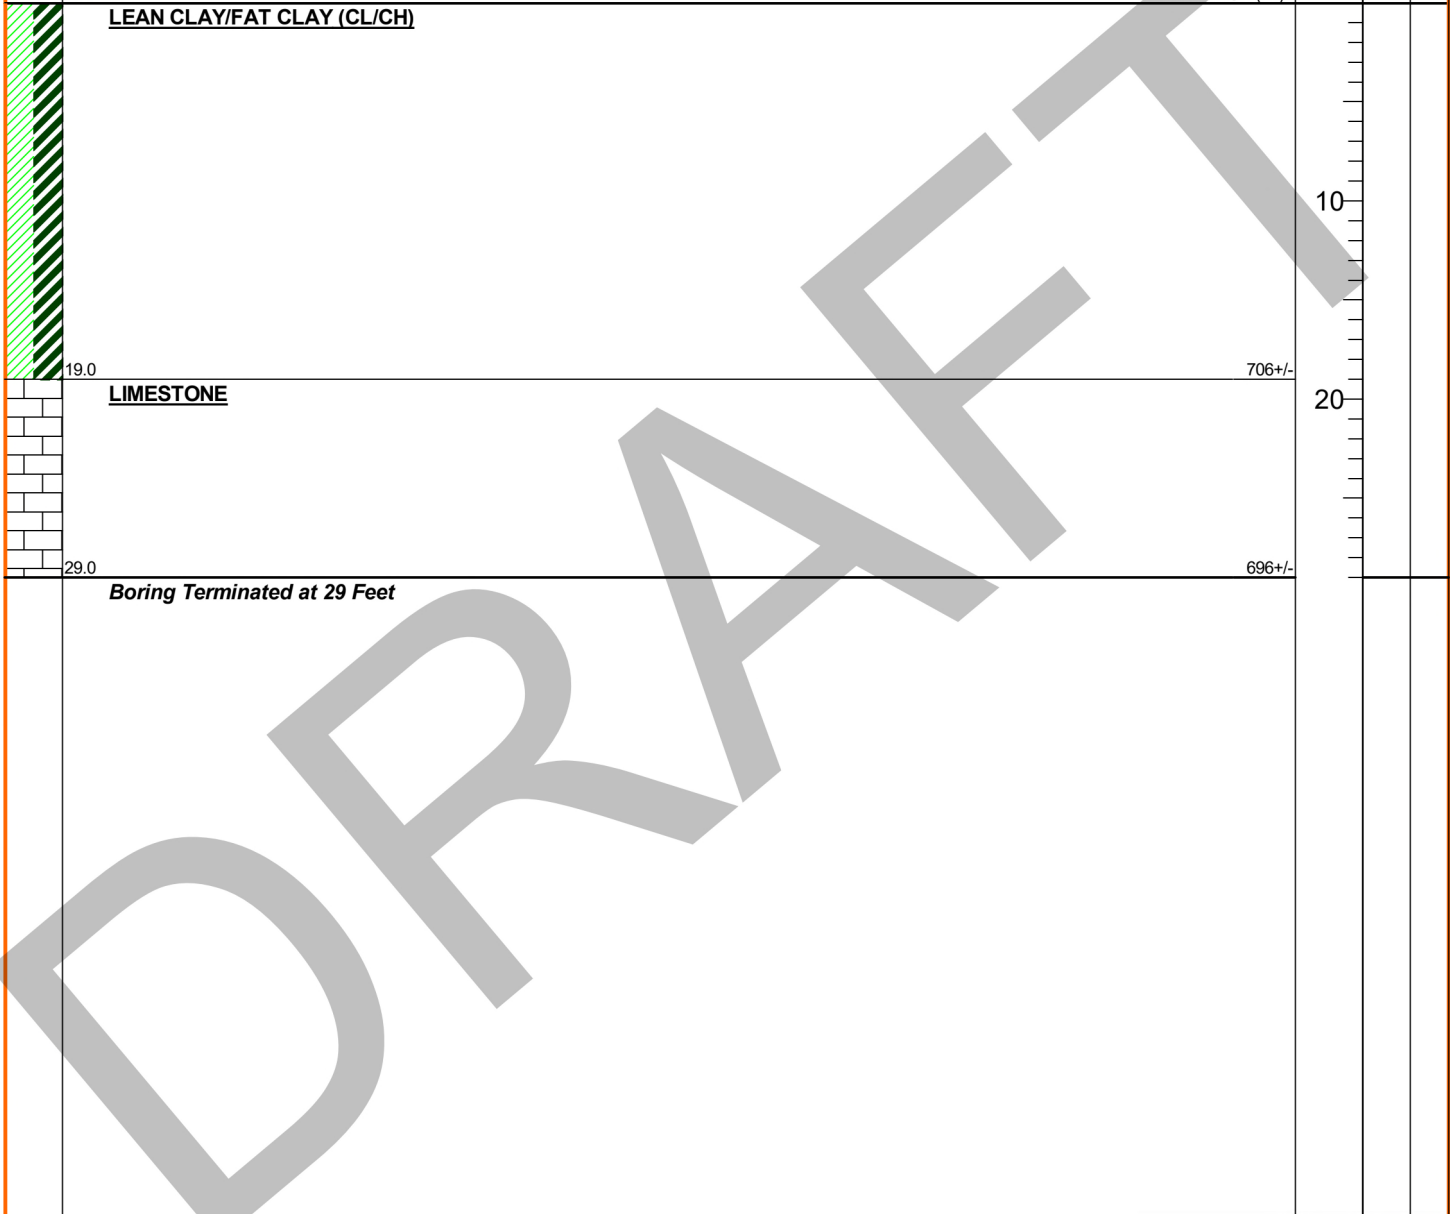 LEAN CLAY/FAT CLAY (CL/CH)
10
19.0 706+/-
LIMESTONE
20
29.0 696+/-
Boring Terminated at 29 Feet
DRAFT